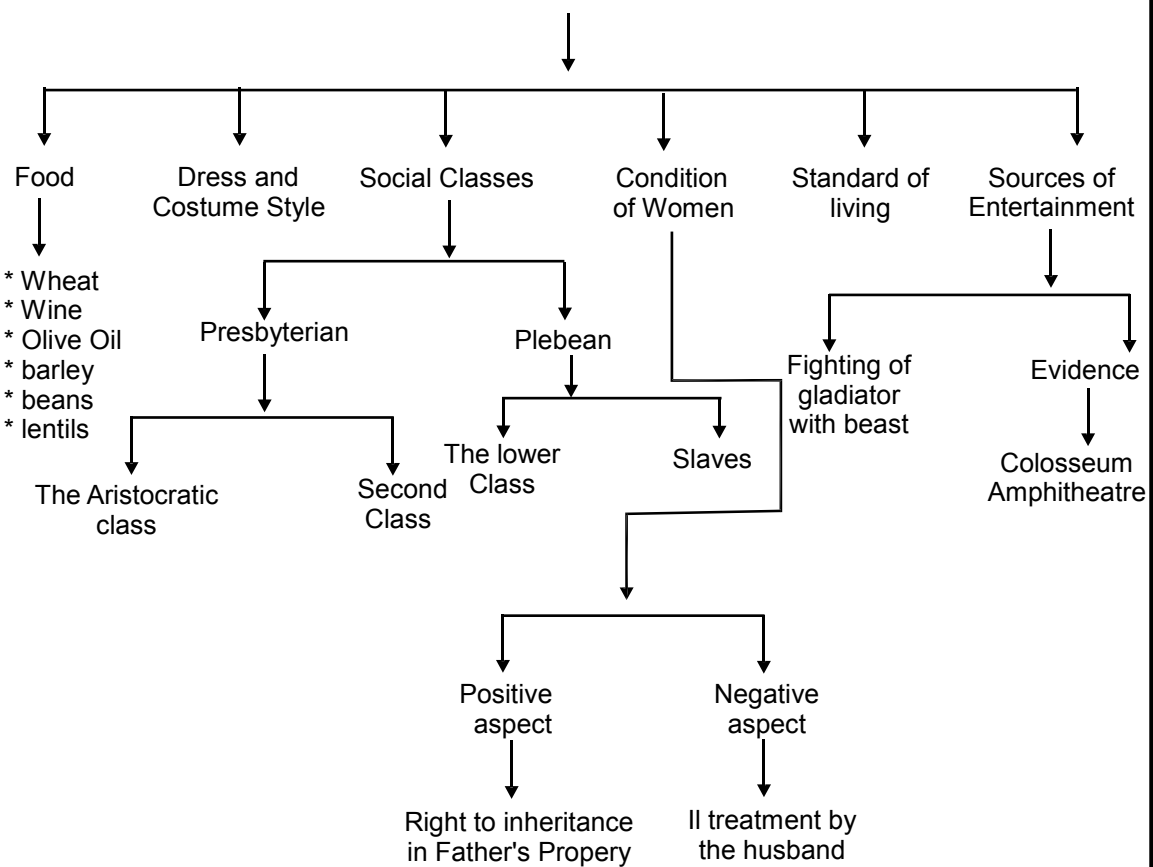 Food
Dress and
Costume Style
Social Classes
Condition
of Women
Standard of
living
Sources of
Entertainment
* Wheat
* Wine
* Olive Oil
* barley
* beans
* lentils
Presbyterian
Plebean
Fighting of
gladiator
with beast
Evidence
The Aristocratic
class
Second
Class
The lower
Class
Slaves
Colosseum
Amphitheatre
Positive
aspect
Negative
aspect
Right to inheritance
in Father's Propery
Il treatment by
the husband